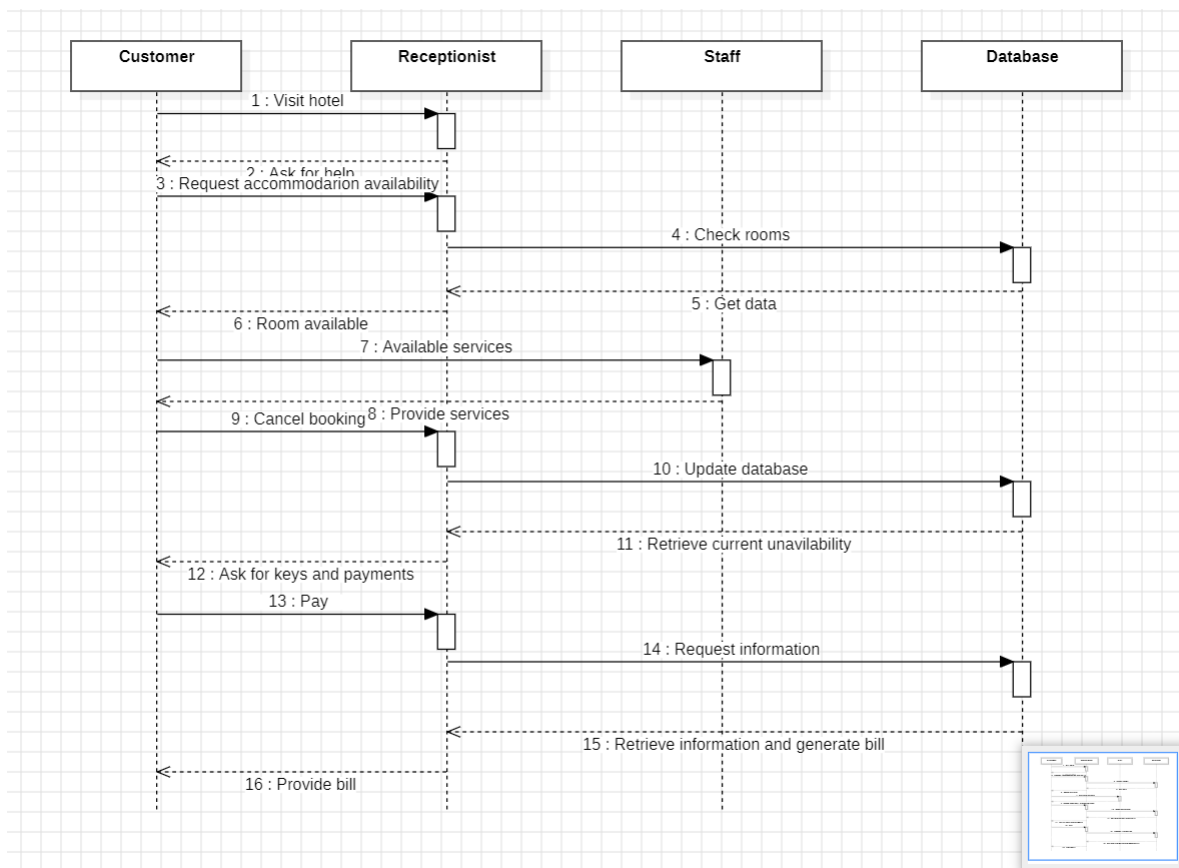 Customer
Receptionist
Staff
Database
1 : Visit hotel
2 : Ask for help
3 : Request accommodarion availability
4 : Check rooms
5 : Get data
6 : Room available
7 : Available services
8 : Provide services
9 : Cancel booking
10 : Update database
11 : Retrieve current unavilability
12 : Ask for keys and payments
13 : Pay
14 : Request information
15 : Retrieve information and generate bill
16 : Provide bill